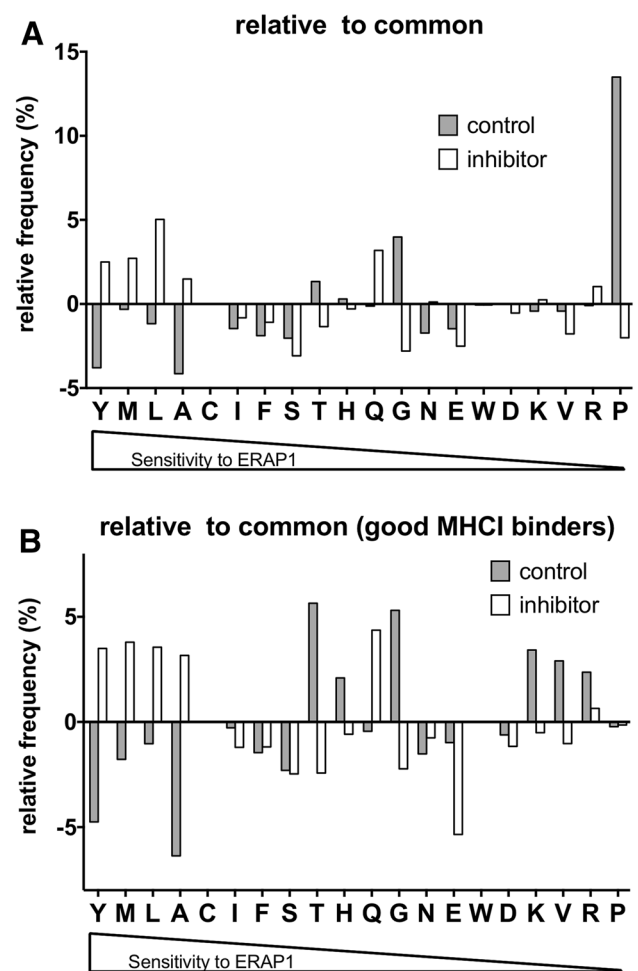 A
relative to common
relative frequency (%)
15
10
5
0
-5
control
inhibitor
Y M L A C I F S T H Q G N E W D K V R P
Sensitivity to ERAP1
B
relative to common (good MHCI binders)
relative frequency (%)
5
0
-5
control
inhibitor
Y M L A C I F S T H Q G N E W D K V R P
Sensitivity to ERAP1